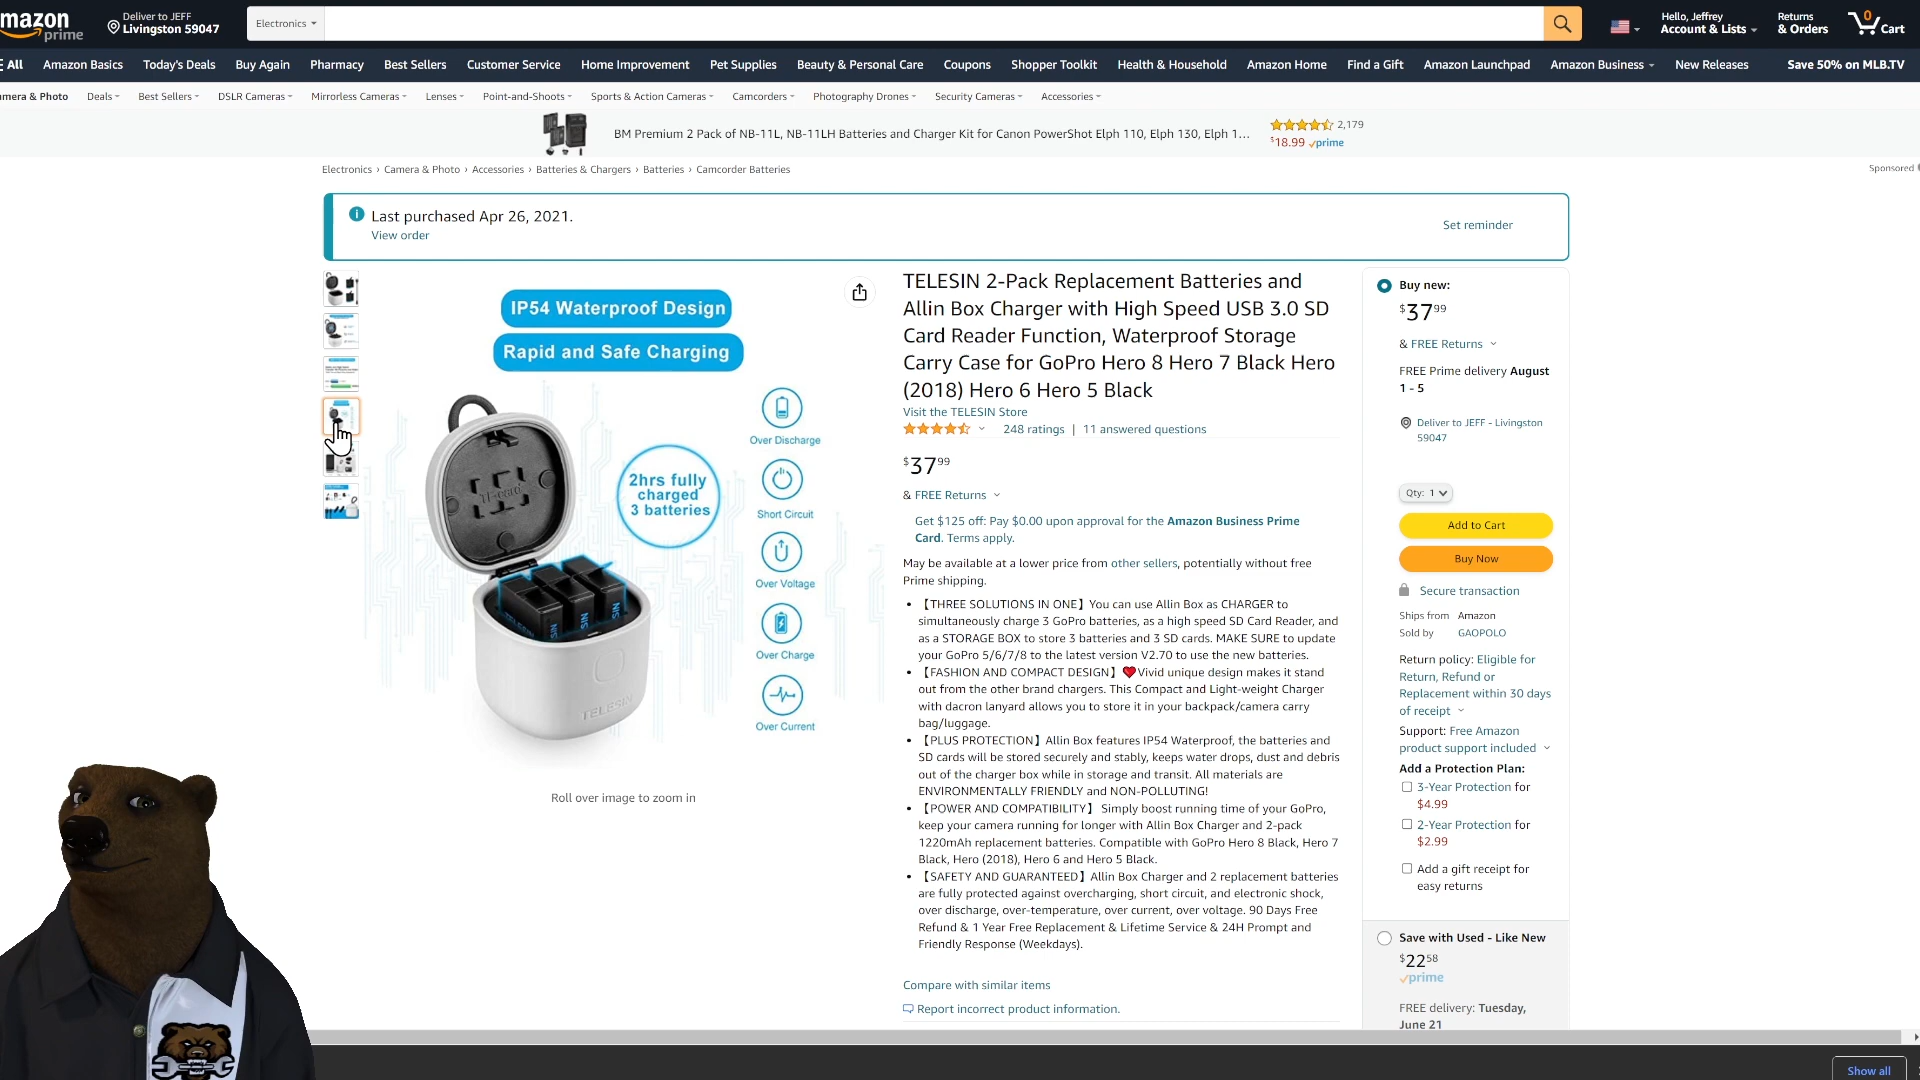 mazon
prime
Deliver to JEFF
Livingston 59047
Electronics
Hello, Jeffrey
Account & Lists
Returns
& Orders
0
Cart
All
Amazon Basics
Today's Deals
Buy Again
Pharmacy
Best Sellers
Customer Service
Home Improvement
Pet Supplies
Beauty & Personal Care
Coupons
Shopper Toolkit
Health & Household
Amazon Home
Find a Gift
Amazon Launchpad
Amazon Business
New Releases
Save 50% on MLB.TV
mera & Photo
Deals
Best Sellers
DSLR Cameras
Mirrorless Cameras
Lenses
Point-and-Shoots
Sports & Action Cameras
Camcorders
Photography Drones
Security Cameras
Accessories
BM Premium 2 Pack of NB-11L, NB-11LH Batteries and Charger Kit for Canon PowerShot Elph 110, Elph 130, Elph 1...
2,179
$18.99 prime
Electronics › Camera & Photo › Accessories › Batteries & Chargers › Batteries › Camcorder Batteries
Sponsored
Last purchased Apr 26, 2021.
View order
Set reminder
IP54 Waterproof Design
Rapid and Safe Charging
2hrs fully
charged
3 batteries
Over Discharge
Short Circuit
Over Voltage
Over Charge
Over Current
TELESIN
Roll over image to zoom in
TELESIN 2-Pack Replacement Batteries and
Allin Box Charger with High Speed USB 3.0 SD
Card Reader Function, Waterproof Storage
Carry Case for GoPro Hero 8 Hero 7 Black Hero
(2018) Hero 6 Hero 5 Black
Visit the TELESIN Store
248 ratings | 11 answered questions
$37 99
& FREE Returns
Get $125 off: Pay $0.00 upon approval for the Amazon Business Prime
Card. Terms apply.
May be available at a lower price from other sellers, potentially without free
Prime shipping.
• 【THREE SOLUTIONS IN ONE】You can use Allin Box as CHARGER to
simultaneously charge 3 GoPro batteries, as a high speed SD Card Reader, and
as a STORAGE BOX to store 3 batteries and 3 SD cards. MAKE SURE to update
your GoPro 5/6/7/8 to the latest version V2.70 to use the new batteries.
• 【FASHION AND COMPACT DESIGN】❤Vivid unique design makes it stand
out from the other brand chargers. This Compact and Light-weight Charger
with dacron lanyard allows you to store it in your backpack/camera carry
bag/luggage.
• 【PLUS PROTECTION】Allin Box features IP54 Waterproof, the batteries and
SD cards will be stored securely and stably, keeps water drops, dust and debris
out of the charger box while in storage and transit. All materials are
ENVIRONMENTALLY FRIENDLY and NON-POLLUTING!
• 【POWER AND COMPATIBILITY】 Simply boost running time of your GoPro,
keep your camera running for longer with Allin Box Charger and 2-pack
1220mAh replacement batteries. Compatible with GoPro Hero 8 Black, Hero 7
Black, Hero (2018), Hero 6 and Hero 5 Black.
• 【SAFETY AND GUARANTEED】Allin Box Charger and 2 replacement batteries
are fully protected against overcharging, short circuit, and electronic shock,
over discharge, over-temperature, over current, over voltage. 90 Days Free
Refund & 1 Year Free Replacement & Lifetime Service & 24H Prompt and
Friendly Response (Weekdays).
Compare with similar items
Report incorrect product information.
Buy new:
$37 99
& FREE Returns
FREE Prime delivery August
1 - 5
Deliver to JEFF - Livingston
59047
Qty: 1
Add to Cart
Buy Now
Secure transaction
Ships from Amazon
Sold by GAOPOLO
Return policy: Eligible for
Return, Refund or
Replacement within 30 days
of receipt
Support: Free Amazon
product support included
Add a Protection Plan:
3-Year Protection for
$4.99
2-Year Protection for
$2.99
Add a gift receipt for
easy returns
Save with Used - Like New
$22 58
prime
FREE delivery: Tuesday,
June 21
Show all